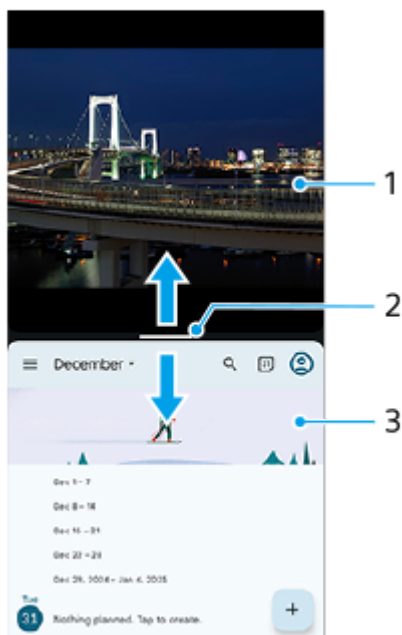 1
2
December
3
Dec 1 – 7
Dec 8 – 14
Dec 15 – 21
Dec 22 – 28
Dec 29, 2024 – Jan 4, 2025
Tue
31 Nothing planned. Tap to create.
+